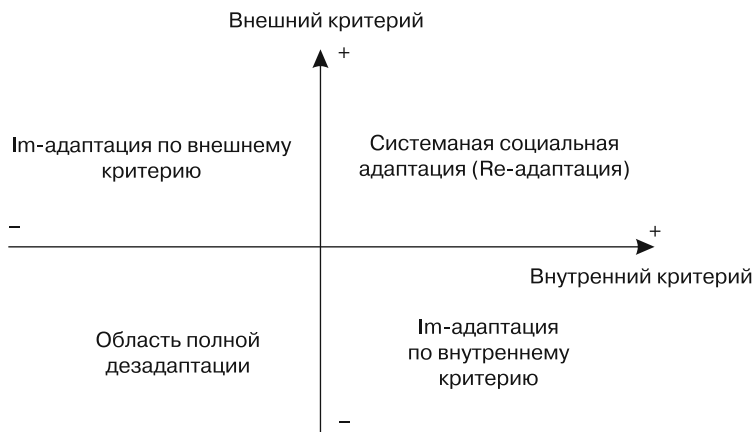 Внешний критерий
+
Im-адаптация по внешнему
критерию
Системаная социальная
адаптация (Re-адаптация)
–
+
Внутренний критерий
Область полной
дезадаптации
Im-адаптация
по внутреннему
критерию
–